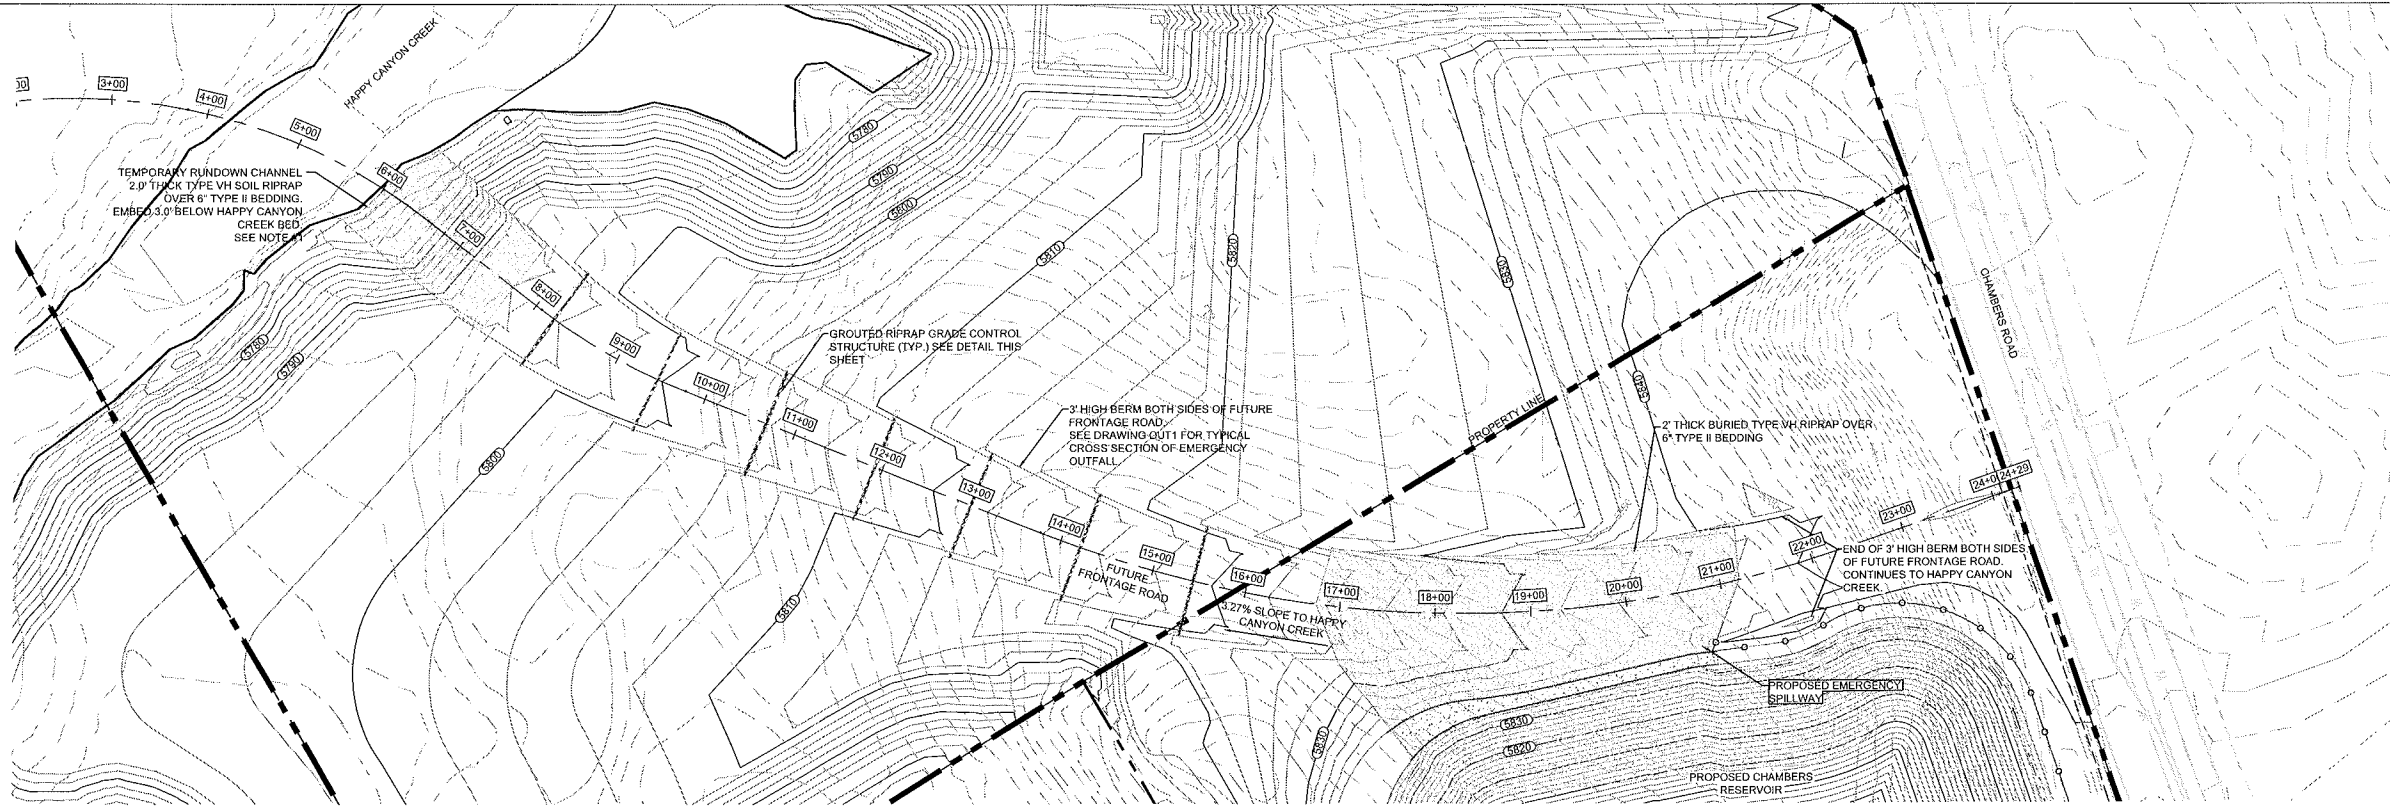 HAPPY CANYON CREEK
3+00
4+00
5+00
6+00
7+00
8+00
9+00
10+00
11+00
12+00
13+00
14+00
15+00
16+00
17+00
18+00
19+00
20+00
21+00
22+00
23+00
24+29
TEMPORARY RUNDOWN CHANNEL
2.0' THICK TYPE VH SOIL RIPRAP
OVER 6" TYPE II BEDDING.
EMBED 3.0' BELOW HAPPY CANYON
CREEK BED.
SEE NOTE #1
5780
5790
5800
5810
5820
5830
5840
5780
5790
5800
5810
GROUTED RIPRAP GRADE CONTROL
STRUCTURE (TYP.) SEE DETAIL THIS
SHEET
3' HIGH BERM BOTH SIDES OF FUTURE
FRONTAGE ROAD.
SEE DRAWING OUT1 FOR TYPICAL
CROSS SECTION OF EMERGENCY
OUTFALL.
PROPERTY LINE
2' THICK BURIED TYPE VH RIPRAP OVER
6" TYPE II BEDDING
CHAMBERS ROAD
FUTURE
FRONTAGE ROAD
3.27% SLOPE TO HAPPY
CANYON CREEK
END OF 3' HIGH BERM BOTH SIDES
OF FUTURE FRONTAGE ROAD.
CONTINUES TO HAPPY CANYON
CREEK.
PROPOSED EMERGENCY
SPILLWAY
5830
5830
5820
PROPOSED CHAMBERS
RESERVOIR